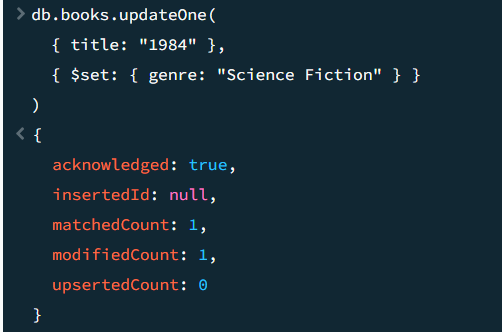 > db.books.updateOne(
{ title: "1984" },
{ $set: { genre: "Science Fiction" } }
)
< {
acknowledged: true,
insertedId: null,
matchedCount: 1,
modifiedCount: 1,
upsertedCount: 0
}